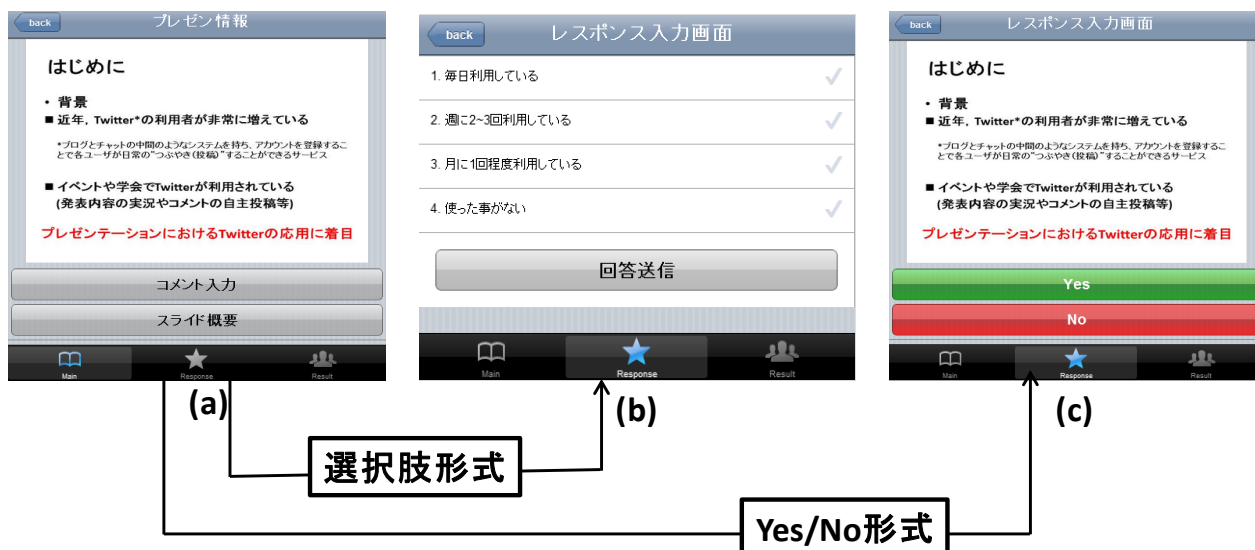 back
プレゼン情報
はじめに
・ 背景
■ 近年, Twitter*の利用者が非常に増えている
*ブログとチャットの中間のようなシステムを持ち、アカウントを登録するこ
とで各ユーザが日常の"つぶやき(投稿)"することができるサービス
■ イベントや学会でTwitterが利用されている
(発表内容の実況やコメントの自主投稿等)
プレゼンテーションにおけるTwitterの応用に着目
コメント入力
スライド概要
Main
Response
Result
(a)
back
レスポンス入力画面
1. 毎日利用している
2. 週に2~3回利用している
3. 月に1回程度利用している
4. 使った事がない
回答送信
Main
Response
Result
(b)
back
レスポンス入力画面
はじめに
・ 背景
■ 近年, Twitter*の利用者が非常に増えている
*ブログとチャットの中間のようなシステムを持ち、アカウントを登録するこ
とで各ユーザが日常の"つぶやき(投稿)"することができるサービス
■ イベントや学会でTwitterが利用されている
(発表内容の実況やコメントの自主投稿等)
プレゼンテーションにおけるTwitterの応用に着目
Yes
No
Main
Response
Result
(c)
選択肢形式
Yes/No形式